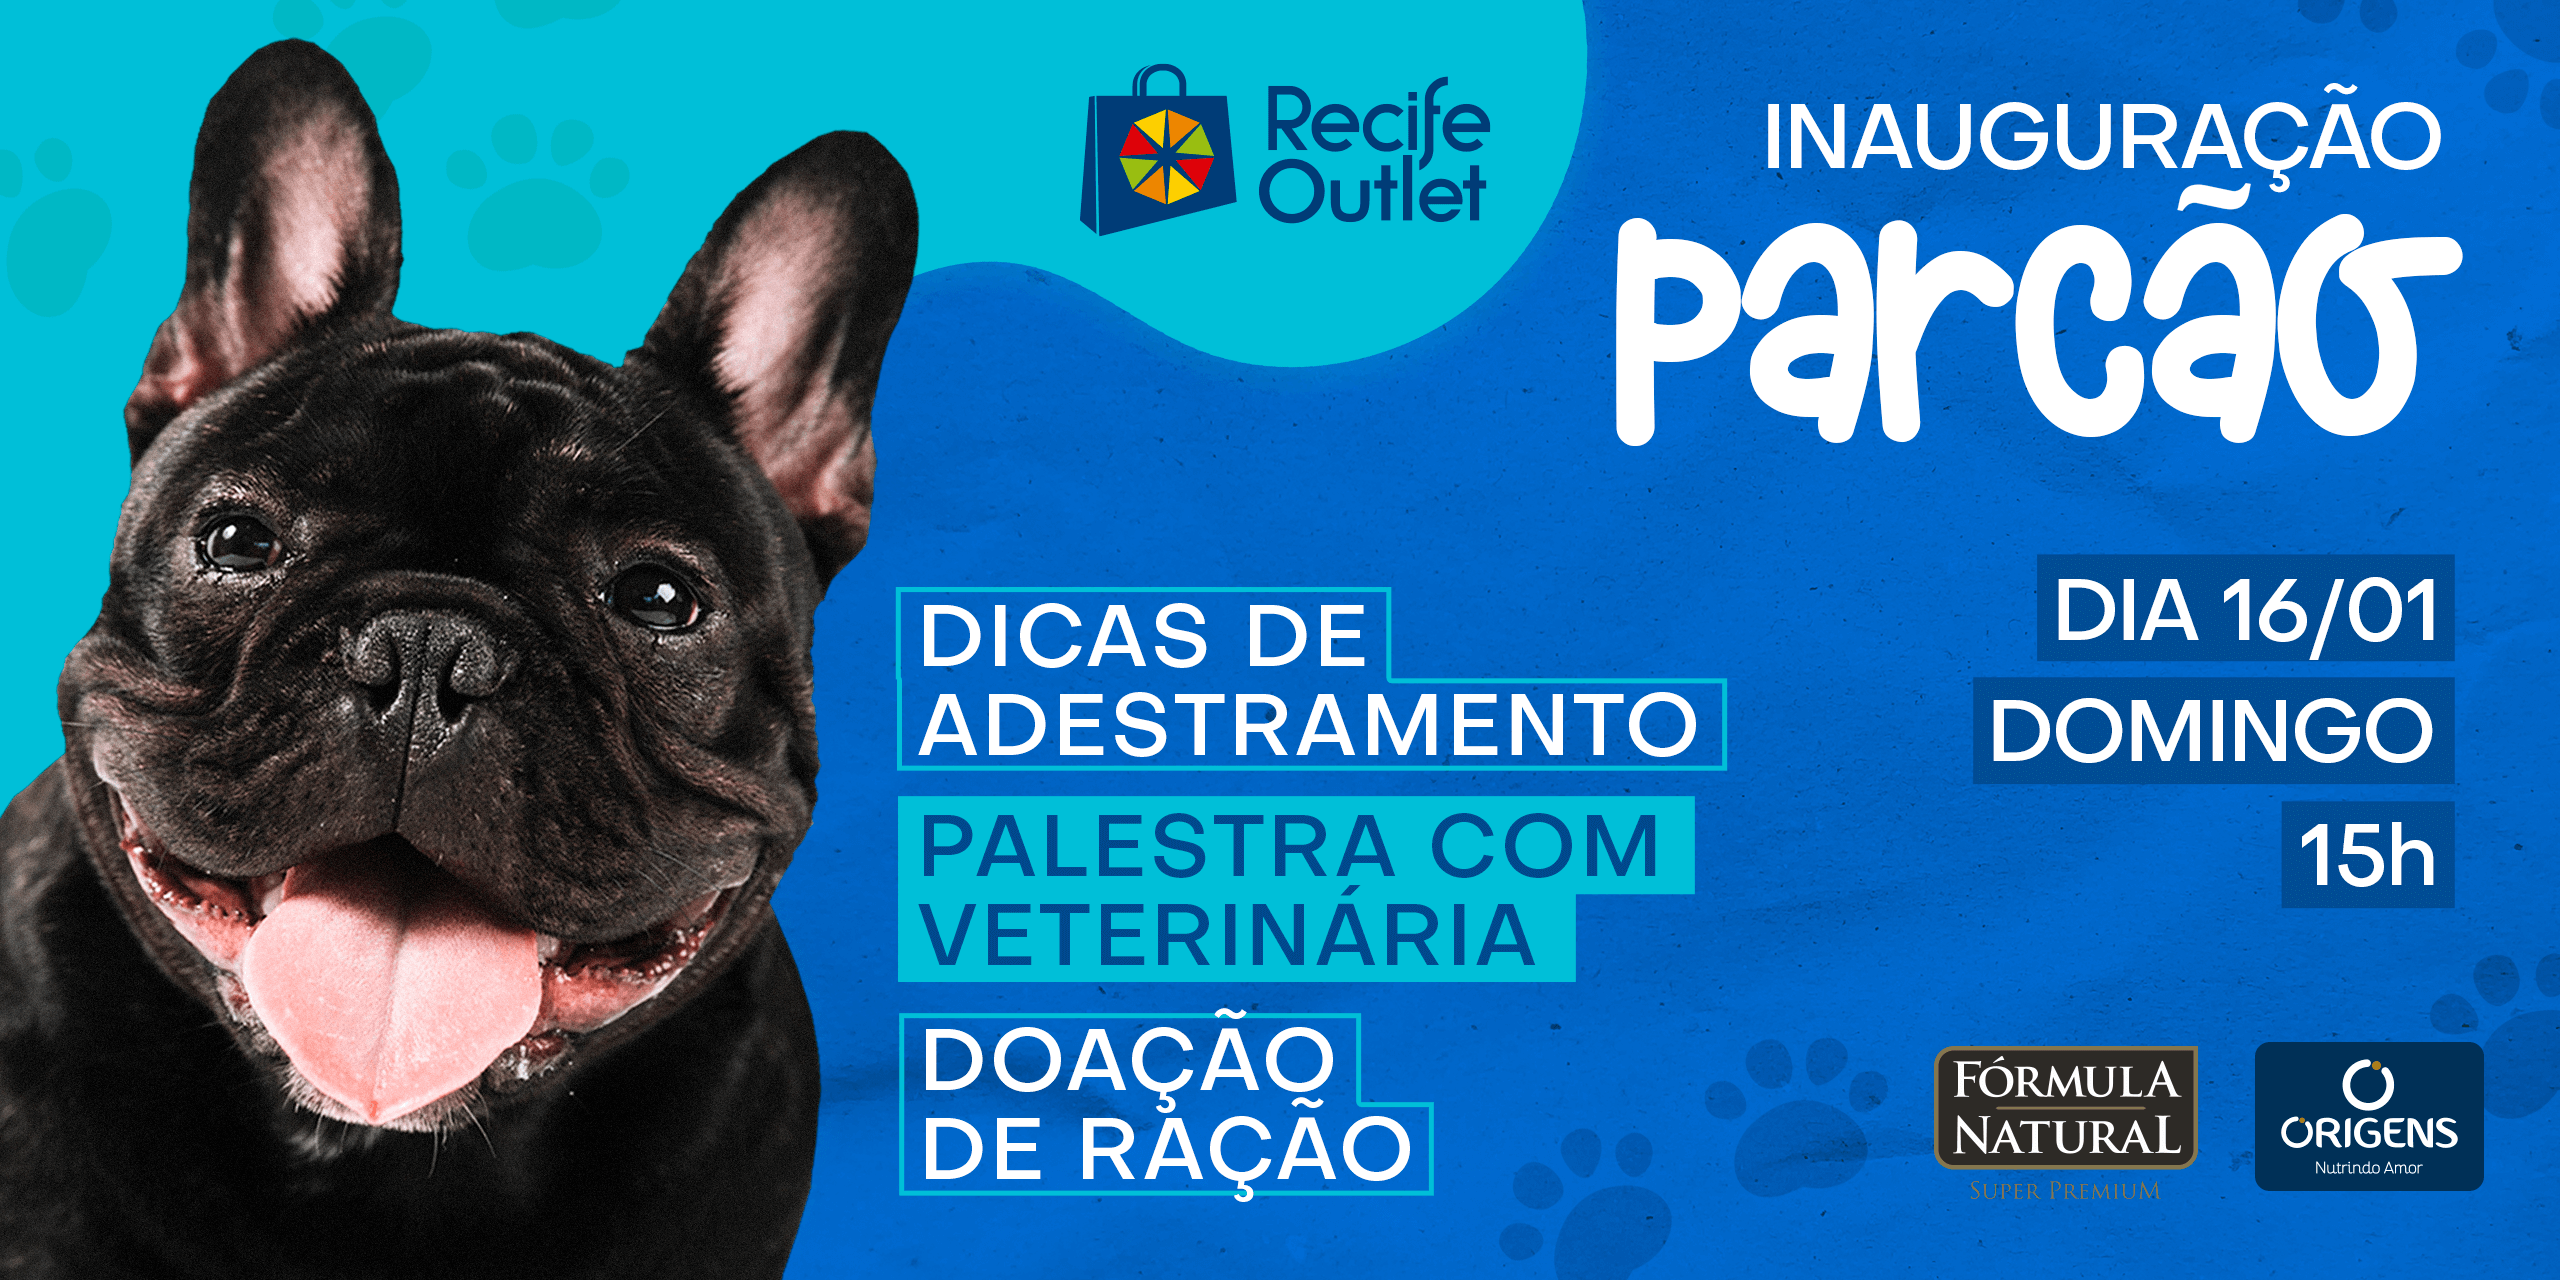 Recife
Outlet
INAUGURAÇÃO
parcão
DICAS DE
ADESTRAMENTO
PALESTRA COM
VETERINÁRIA
DOAÇÃO
DE RAÇÃO
DIA 16/01
DOMINGO
15h
FÓRMULA
NATURAL
SUPER PREMIUM
ORIGENS
Nutrindo Amor